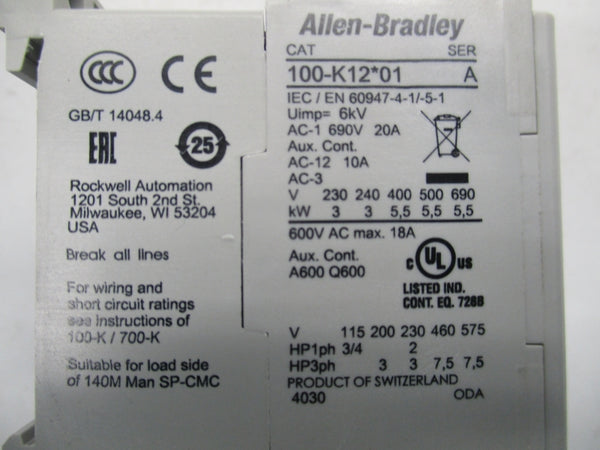 CCC CE
GB/T 14048.4
EAC 25
Rockwell Automation
1201 South 2nd St.
Milwaukee, WI 53204
USA
Break all lines
For wiring and
short circuit ratings
see instructions of
100-K / 700-K
Suitable for load side
of 140M Man SP-CMC
Allen-Bradley
CAT SER
100-K12*01 A
IEC / EN 60947-4-1/-5-1
Uimp= 6kV
AC-1 690V 20A
Aux. Cont.
AC-12 10A
AC-3
V 230 240 400 500 690
kW 3 3 5,5 5,5 5,5
600V AC max. 18A
Aux. Cont.
A600 Q600
c UL us
LISTED IND.
CONT. EQ. 728B
V 115 200 230 460 575
HP1ph 3/4 2
HP3ph 3 3 7,5 7,5
PRODUCT OF SWITZERLAND
4030 ODA